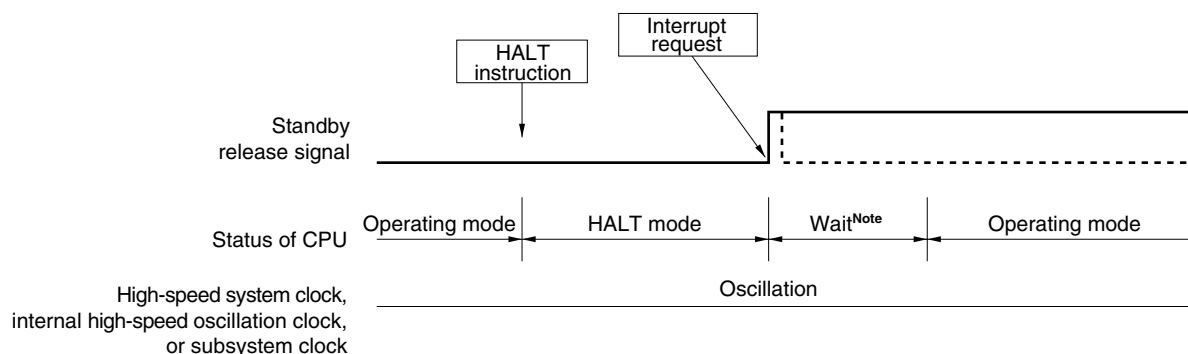 Interrupt
request
HALT
instruction
Standby
release signal
Status of CPU
Operating mode
HALT mode
WaitNote
Operating mode
High-speed system clock,
internal high-speed oscillation clock,
or subsystem clock
Oscillation